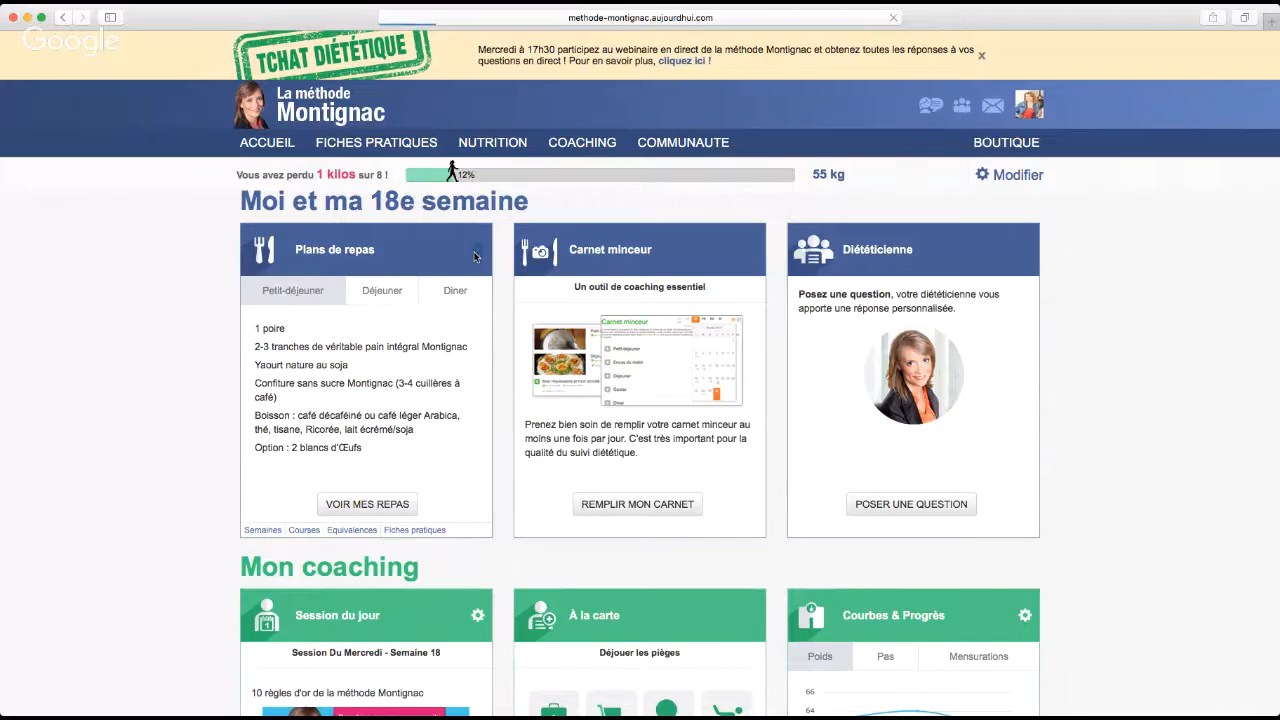 methode-montignac.aujourdhui.com
Google
TCHAT DIÉTÉTIQUE
Mercredi à 17h30 participez au webinaire en direct de la méthode Montignac et obtenez toutes les réponses à vos
questions en direct ! Pour en savoir plus, cliquez ici !
x
La méthode
Montignac
ACCUEIL FICHES PRATIQUES NUTRITION COACHING COMMUNAUTE BOUTIQUE
Vous avez perdu 1 kilos sur 8 ! 12% 55 kg Modifier
Moi et ma 18e semaine
Plans de repas
Petit-déjeuner Déjeuner Diner
1 poire
2-3 tranches de véritable pain intégral Montignac
Yaourt nature au soja
Confiture sans sucre Montignac (3-4 cuillères à
café)
Boisson : café décaféiné ou café léger Arabica,
thé, tisane, Ricorée, lait écrémé/soja
Option : 2 blancs d'Œufs
VOIR MES REPAS
Semaines Courses Equivalences Fiches pratiques
Carnet minceur
Un outil de coaching essentiel
Carnet minceur
Petit déjeuner
Encas du matin
Déjeuner
Goûter
Dîner
Prenez bien soin de remplir votre carnet minceur au
moins une fois par jour. C'est très important pour la
qualité du suivi diététique.
REMPLIR MON CARNET
Diététicienne
Posez une question, votre diététicienne vous
apporte une réponse personnalisée.
POSER UNE QUESTION
Mon coaching
Session du jour
Session Du Mercredi - Semaine 18
10 règles d'or de la méthode Montignac
À la carte
Déjouer les pièges
Courbes & Progrès
Poids Pas Mensurations
66
64